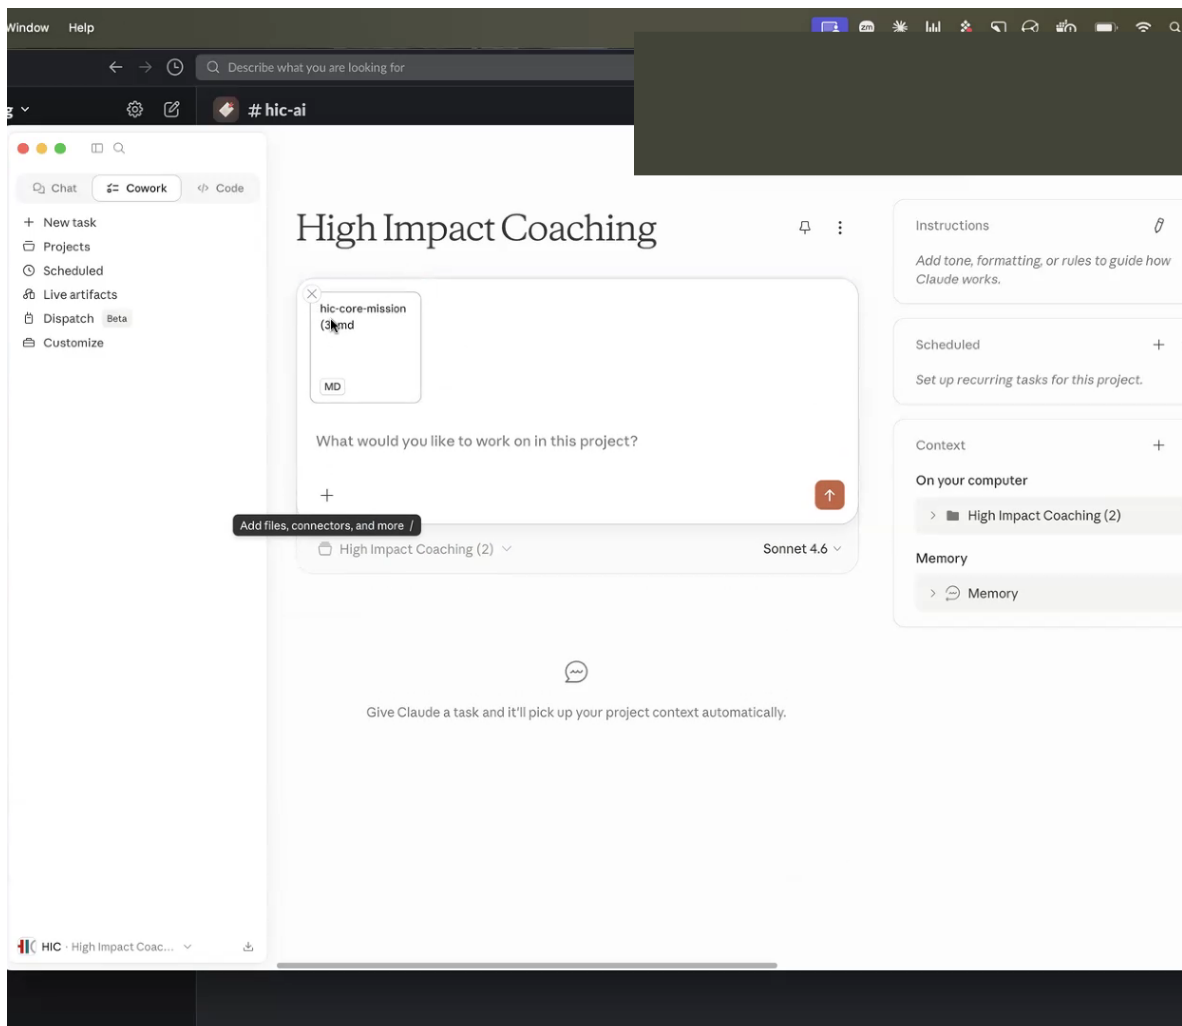 Window Help
zm
Describe what you are looking for
# hic-ai
Chat Cowork Code
New task
Projects
Scheduled
Live artifacts
Dispatch Beta
Customize
HIC · High Impact Coac...
High Impact Coaching
hic-core-mission
md
MD
What would you like to work on in this project?
Add files, connectors, and more /
High Impact Coaching (2)
Sonnet 4.6
Give Claude a task and it'll pick up your project context automatically.
Instructions
Add tone, formatting, or rules to guide how
Claude works.
Scheduled
Set up recurring tasks for this project.
Context
On your computer
High Impact Coaching (2)
Memory
Memory